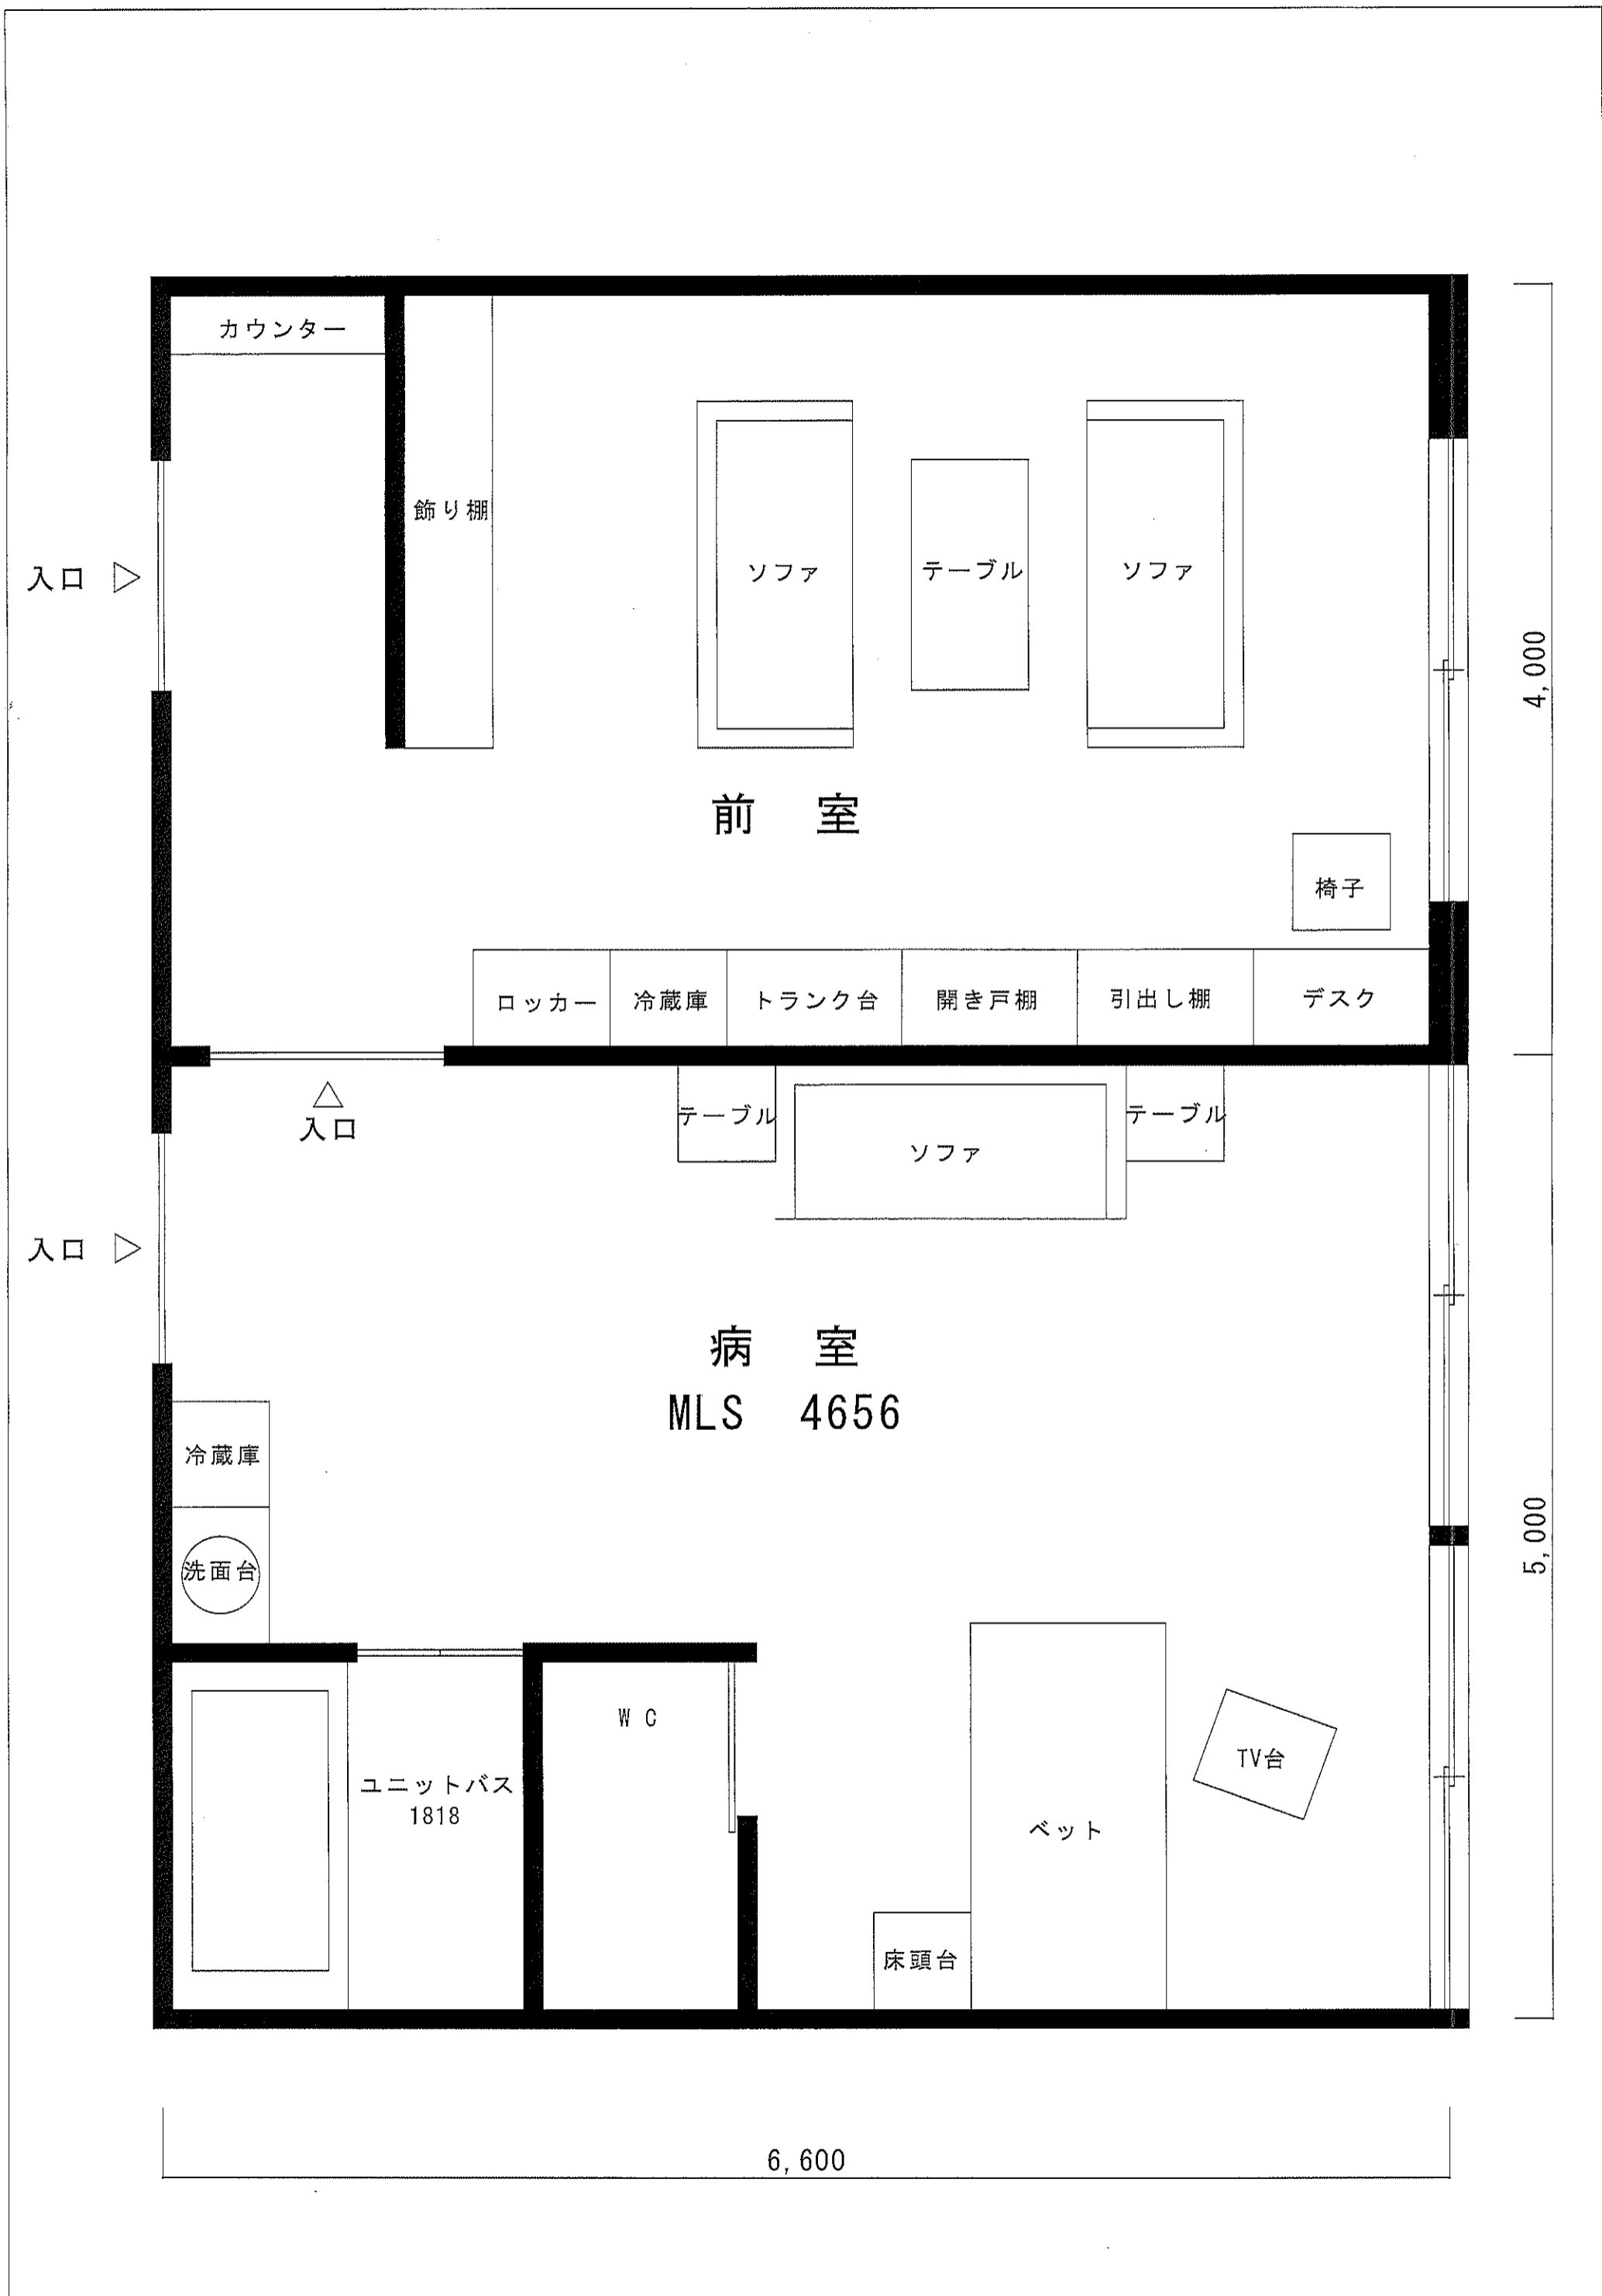 カウンター
飾り棚
ソファ
テーブル
ソファ
入口
4,000
前 室
椅子
ロッカー
冷蔵庫
トランク台
開き戸棚
引出し棚
デスク
入口
テーブル
ソファ
テーブル
入口
病 室
MLS 4656
冷蔵庫
洗面台
5,000
WC
ユニットバス
1818
TV台
ベット
床頭台
6,600